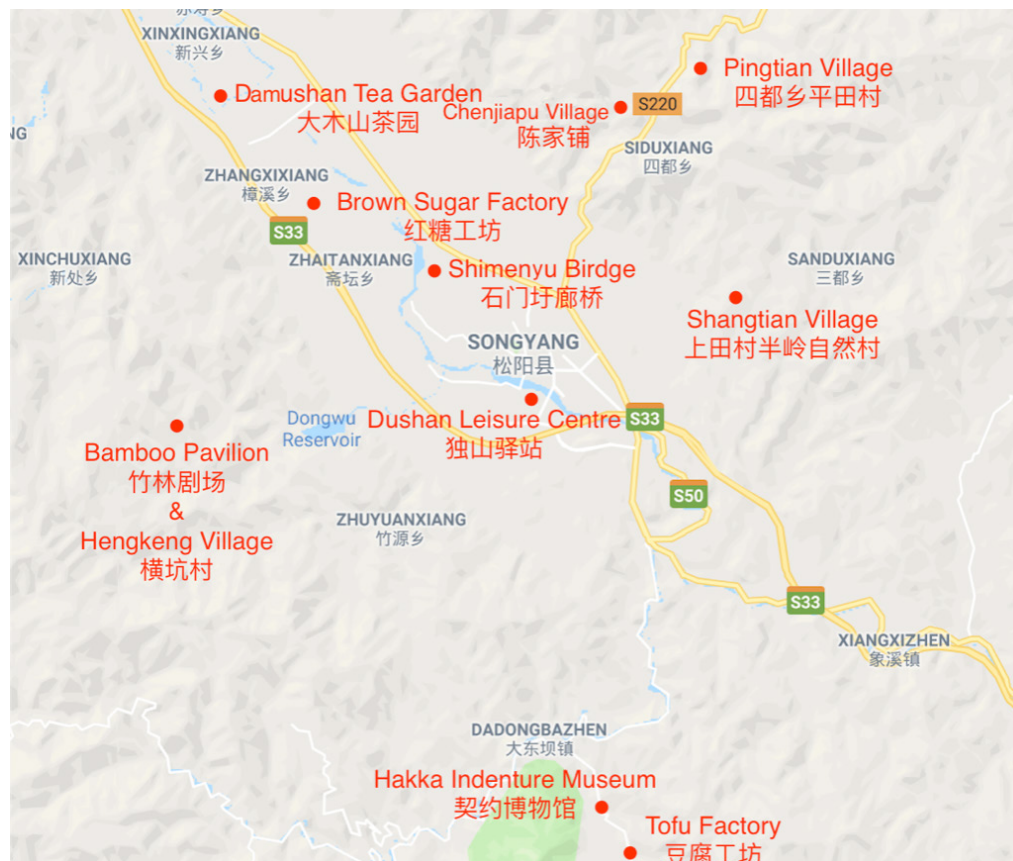 XINXINGXIANG
新兴乡
Damushan Tea Garden
大木山茶园
Pingtian Village
四都乡平田村
Chenjiapu Village
陈家铺
S220
SIDUXIANG
四都乡
NG
ZHANGXIXIANG
樟溪乡
Brown Sugar Factory
红糖工坊
S33
XINCHUXIANG
新处乡
ZHAITANXIANG
斋坛乡
Shimenyu Birdge
石门圩廊桥
SANDUXIANG
三都乡
Shangtian Village
上田村半岭自然村
SONGYANG
松阳县
Dongwu
Reservoir
Dushan Leisure Centre
独山驿站
S33
Bamboo Pavilion
竹林剧场
&
Hengkeng Village
横坑村
S50
ZHUYUANXIANG
竹源乡
S33
XIANGXIZHEN
象溪镇
DADONGBAZHEN
大东坝镇
Hakka Indenture Museum
契约博物馆
Tofu Factory
豆腐工坊